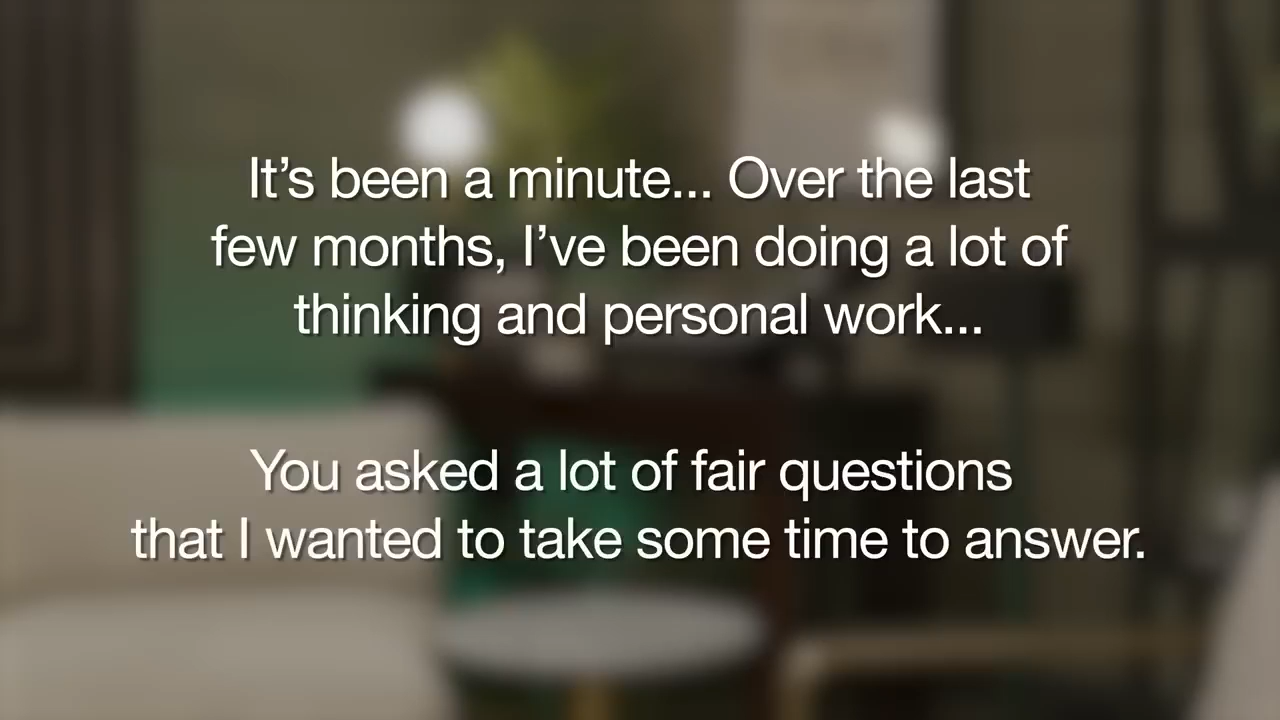 It’s been a minute... Over the last
few months, I’ve been doing a lot of
thinking and personal work...
You asked a lot of fair questions
that I wanted to take some time to answer.